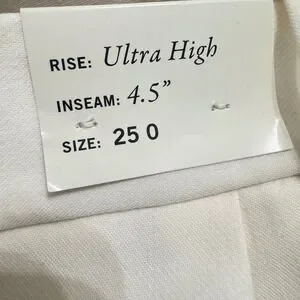 RISE: Ultra High
INSEAM: 4.5”
SIZE: 25 0